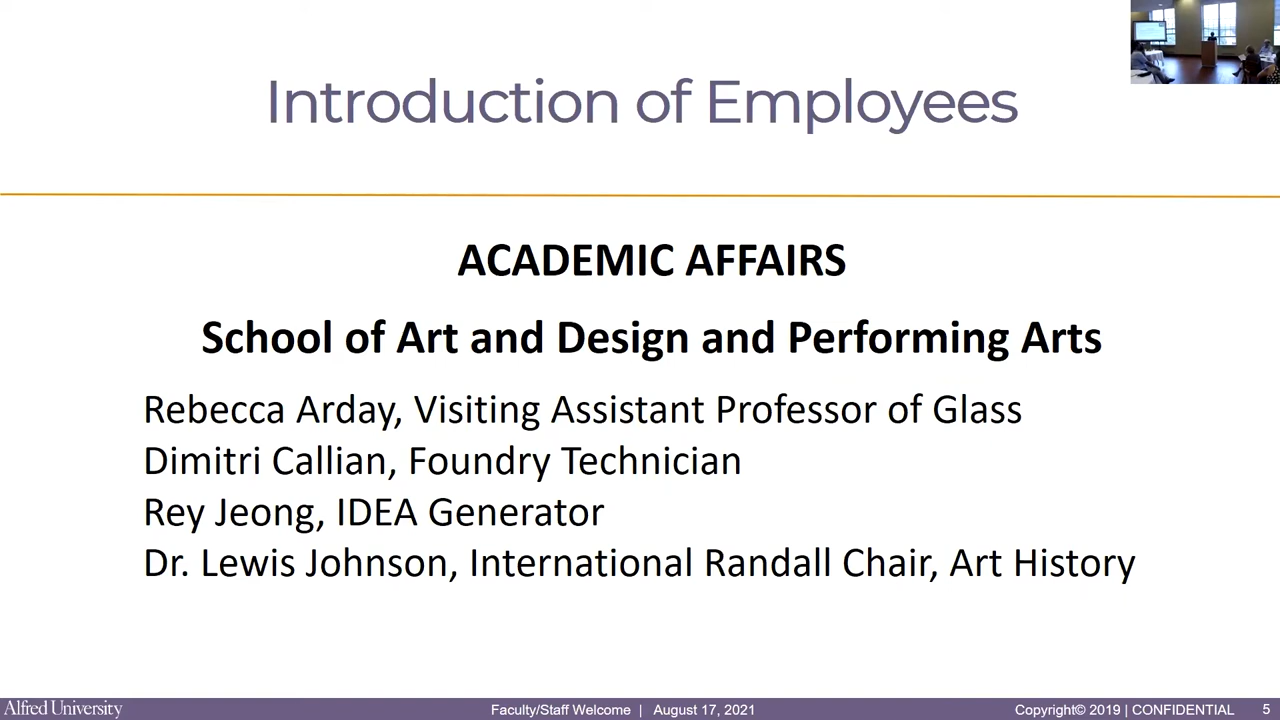 Introduction of Employees
ACADEMIC AFFAIRS
School of Art and Design and Performing Arts
Rebecca Arday, Visiting Assistant Professor of Glass
Dimitri Callian, Foundry Technician
Rey Jeong, IDEA Generator
Dr. Lewis Johnson, International Randall Chair, Art History
Alfred University
Faculty/Staff Welcome | August 17, 2021
Copyright© 2019 | CONFIDENTIAL 5